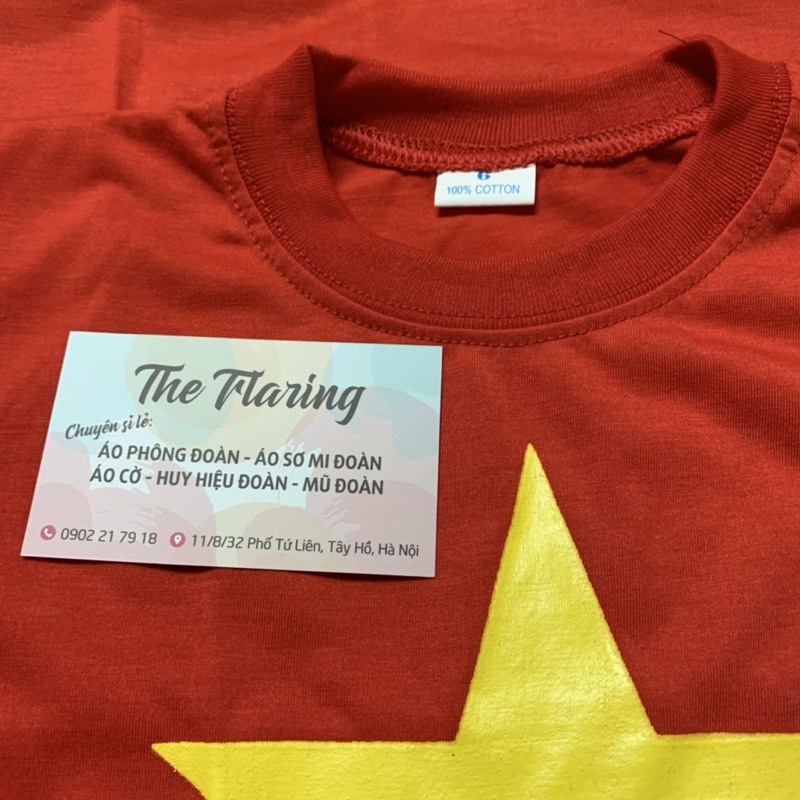 6
100% COTTON
The Flaring
Chuyên sỉ lẻ:
ÁO PHÔNG ĐOÀN - ÁO SƠ MI ĐOÀN
ÁO CỜ - HUY HIỆU ĐOÀN - MŨ ĐOÀN
0902 21 79 18 11/8/32 Phố Tứ Liên, Tây Hồ, Hà Nội